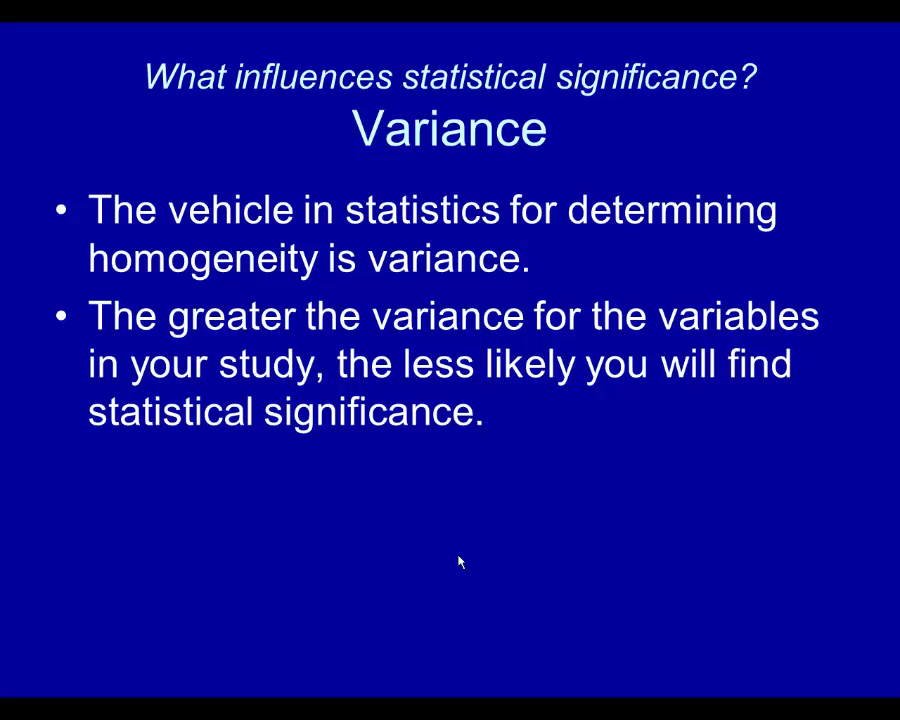 What influences statistical significance?
Variance
• The vehicle in statistics for determining
homogeneity is variance.
• The greater the variance for the variables
in your study, the less likely you will find
statistical significance.